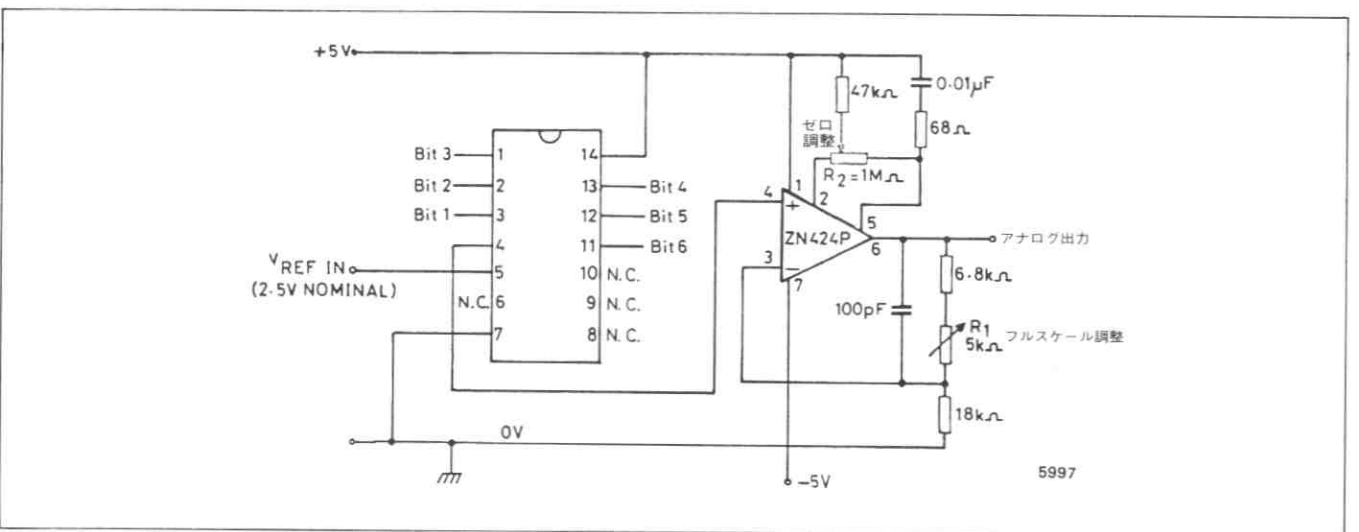 +5V
47kΩ
0.01μF
68Ω
ゼロ
調整
R2=1MΩ
Bit 3
1
14
Bit 2
2
13
Bit 4
Bit 1
3
12
Bit 5
4
11
Bit 6
VREF IN
(2.5V NOMINAL)
5
10
N.C.
N.C.
6
9
N.C.
7
8
N.C.
4
+
1
2
5
ZN424P
6
アナログ出力
3
−
7
100pF
6.8kΩ
R1
5kΩ
フルスケール調整
18kΩ
0V
−5V
5997